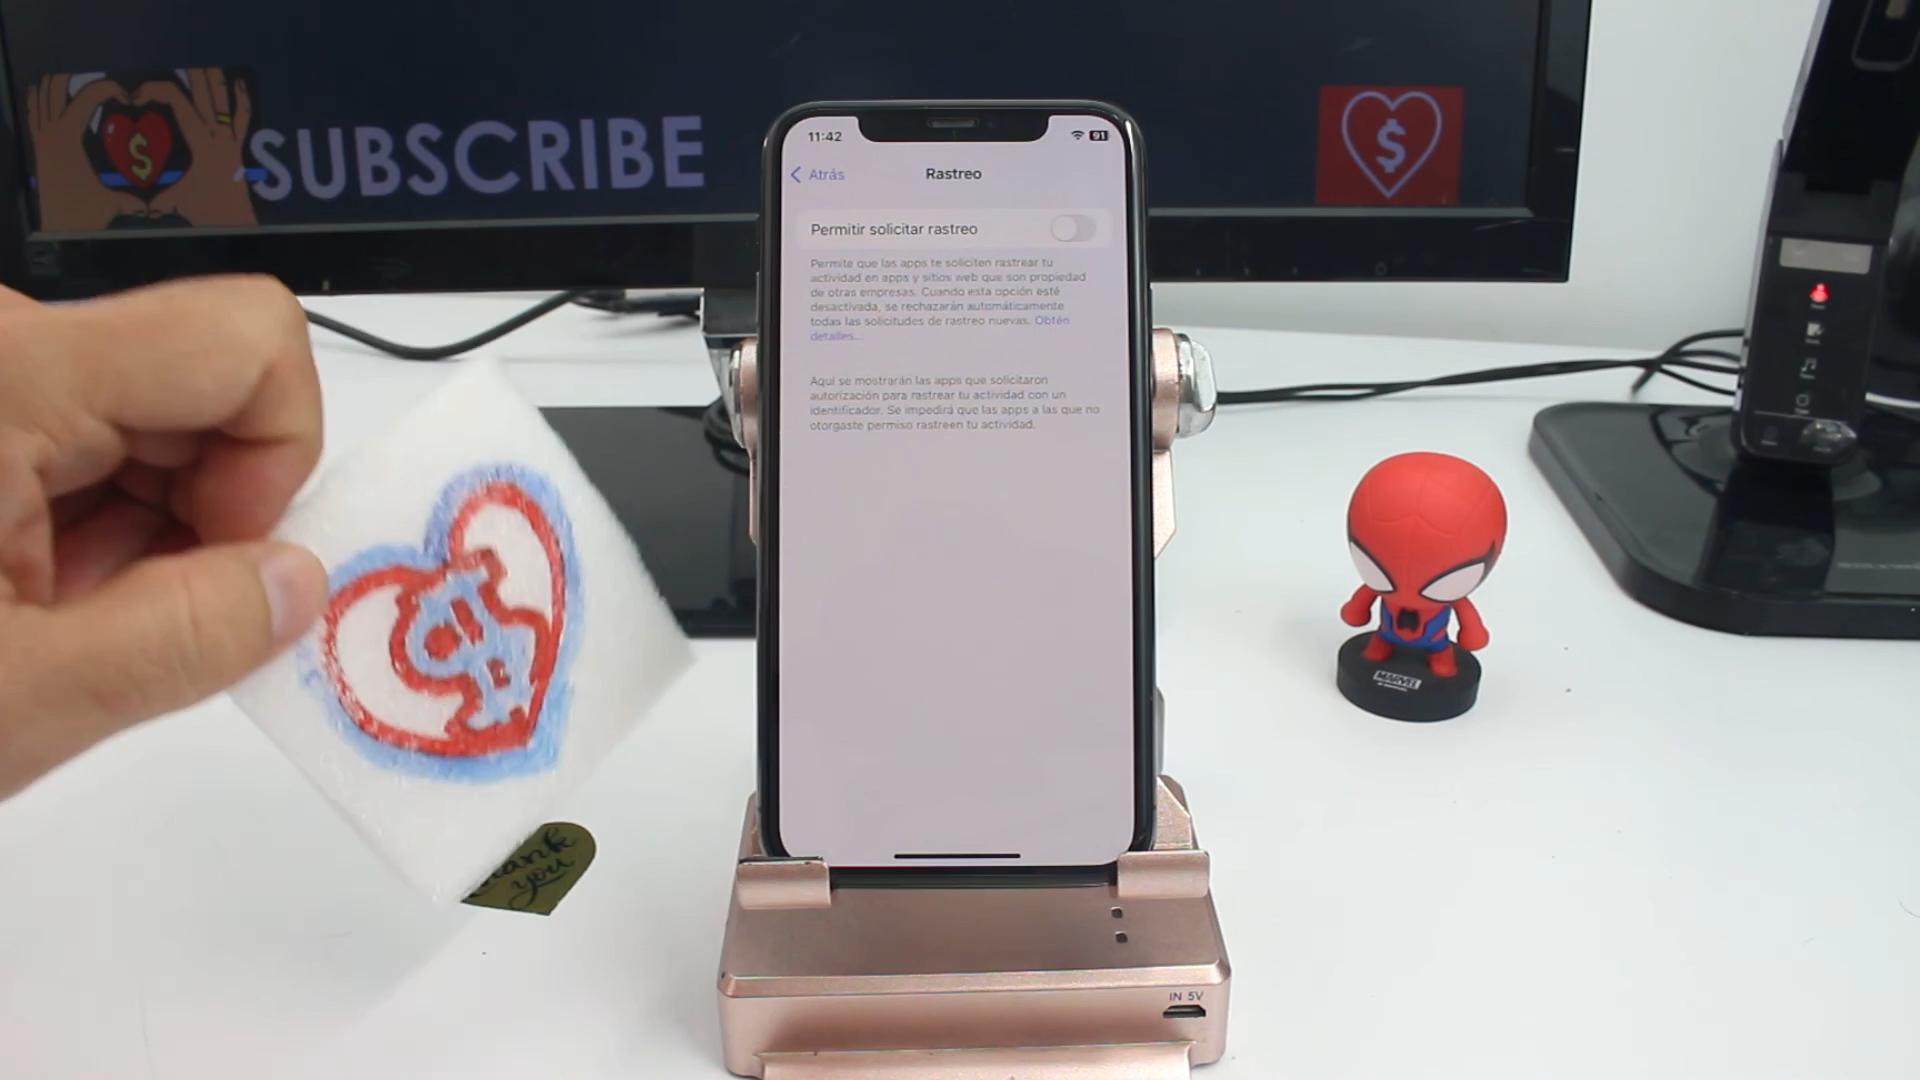 SUBSCRIBE
$
$
11:42
91
Atrás
Rastreo
Permitir solicitar rastreo
Permite que las apps te soliciten rastrear tu
actividad en apps y sitios web que son propiedad
de otras empresas. Cuando esta opción esté
desactivada, se rechazarán automáticamente
todas las solicitudes de rastreo nuevas. Obtén
detalles...
Aquí se mostrarán las apps que solicitaron
autorización para rastrear tu actividad con un
identificador. Se impedirá que las apps a las que no
otorgaste permiso rastreen tu actividad.
MARVEL
you
IN 5V